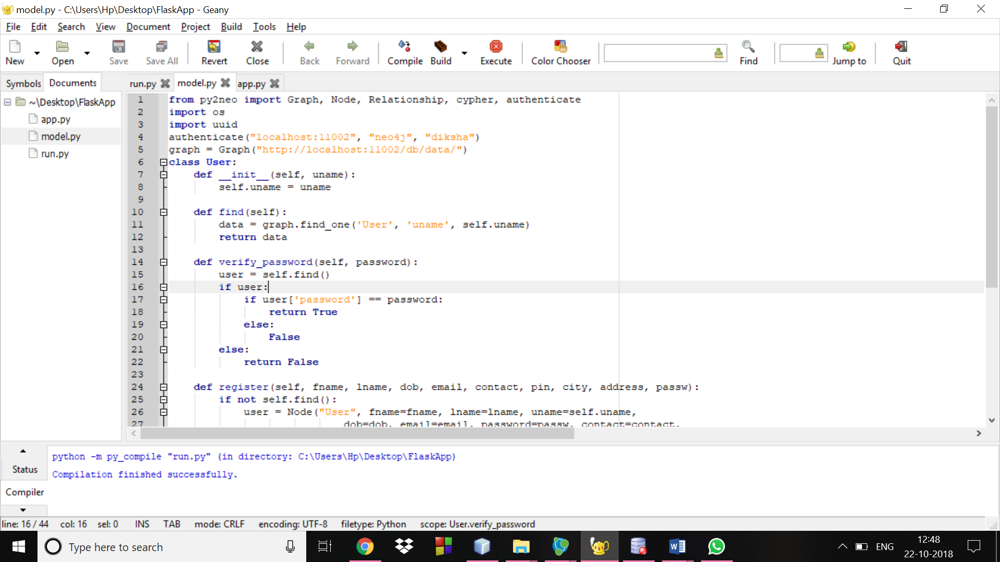 model.py - C:\Users\Hp\Desktop\FlaskApp - Geany
File Edit Search View Document Project Build Tools Help
New Open Save Save All Revert Close Back Forward Compile Build Execute Color Chooser Find Jump to Quit
Symbols Documents run.py model.py app.py
~\Desktop\FlaskApp
app.py
model.py
run.py
1 from py2neo import Graph, Node, Relationship, cypher, authenticate
2 import os
3 import uuid
4 authenticate("localhost:11002", "neo4j", "diksha")
5 graph = Graph("http://localhost:11002/db/data/")
6 class User:
7     def __init__(self, uname):
8         self.uname = uname
9
10     def find(self):
11         data = graph.find_one('User', 'uname', self.uname)
12         return data
13
14     def verify_password(self, password):
15         user = self.find()
16         if user:
17             if user['password'] == password:
18                 return True
19             else:
20                 False
21         else:
22             return False
23
24     def register(self, fname, lname, dob, email, contact, pin, city, address, passw):
25         if not self.find():
26             user = Node("User", fname=fname, lname=lname, uname=self.uname,
27                             dob=dob, email=email, password=passw, contact=contact,
Status
Compiler
python -m py_compile "run.py" (in directory: C:\Users\Hp\Desktop\FlaskApp)
Compilation finished successfully.
line: 16 / 44 col: 16 sel: 0 INS TAB mode: CRLF encoding: UTF-8 filetype: Python scope: User.verify_password
Type here to search
W
ENG
12:48
22-10-2018